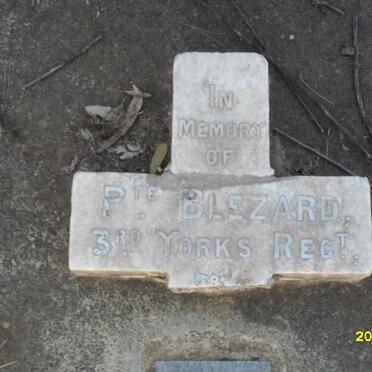 IN
MEMORY
OF
PTE BLEZARD,
3RD YORKS REGT.,
20